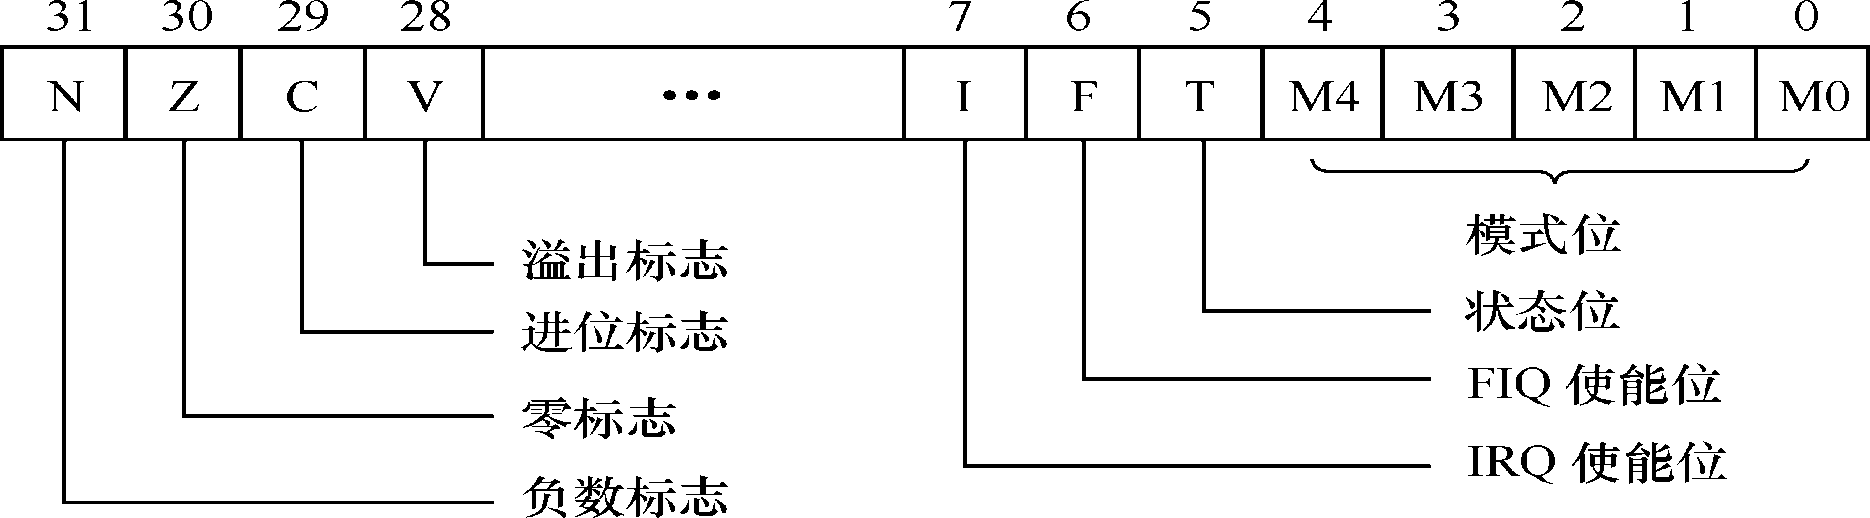 31 30 29 28 7 6 5 4 3 2 1 0
N Z C V ••• I F T M4 M3 M2 M1 M0
模式位
溢出标志
状态位
进位标志
FIQ 使能位
零标志
IRQ 使能位
负数标志